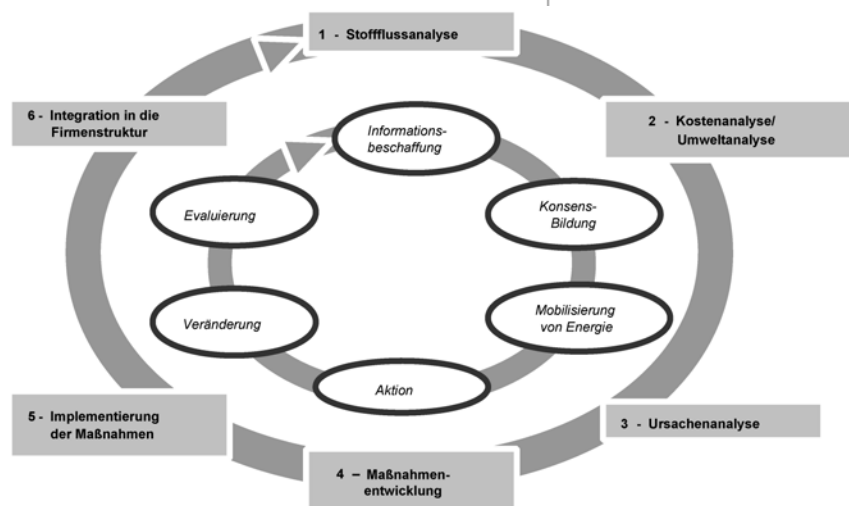 1 - Stoffflussanalyse
6 - Integration in die
Firmenstruktur
2 - Kostenanalyse/
Umweltanalyse
Informations-
beschaffung
Evaluierung
Konsens-
Bildung
Veränderung
Mobilisierung
von Energie
Aktion
5 - Implementierung
der Maßnahmen
3 - Ursachenanalyse
4 – Maßnahmen-
entwicklung